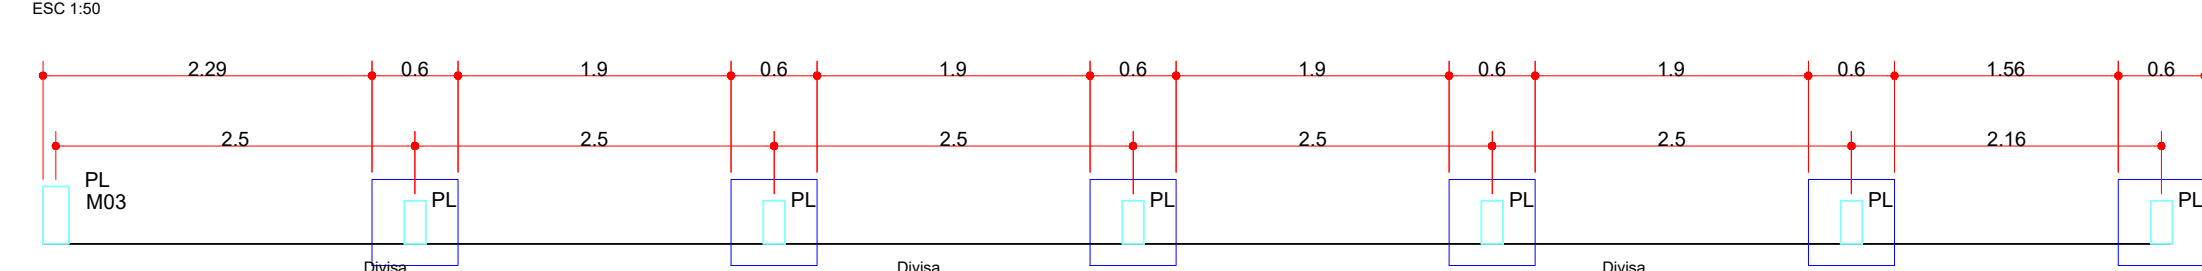 ESC 1:50
2.29 0.6 1.9 0.6 1.9 0.6 1.9 0.6 1.9 0.6 1.56 0.6
2.5 2.5 2.5 2.5 2.5 2.16
PL
M03
PL PL PL PL PL PL
Divisa Divisa Divisa